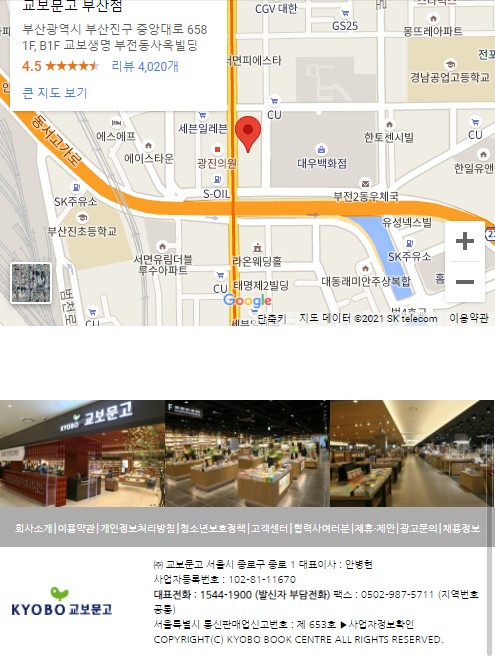 교보문고 부산점
부산광역시 부산진구 중앙대로 658
1F, B1F 교보생명 부전동사옥빌딩
4.5 ★★★★★ 리뷰 4,020개
큰 지도 보기
CGV 대한
GS25
몽뜨레아파트
전포
서면피에스타
경남공업고등학교
CU
CU
동서고가로
에스에프
세븐일레븐
한토센시빌
에이스타운
광진의원
대우백화점
한일유앤
S-OIL
부전2동우체국
SK주유소
유성넥스빌
부산진초등학교
서면유림더블
루수아파트
라온웨딩홀
SK주유소
CU
태명제2빌딩
대동래미안주상복합
홈
범천로
Google
CU
세븐일레
번4호교
단축키 지도 데이터 ©2021 SK telecom 이용약관
KYOBO 교보문고
회사소개|이용약관|개인정보처리방침|청소년보호정책|고객센터|협력사여러분|제휴·제안|광고문의|채용정보
㈜ 교보문고 서울시 종로구 종로 1 대표이사 : 안병현
사업자등록번호 : 102-81-11670
대표전화 : 1544-1900 (발신자 부담전화) 팩스 : 0502-987-5711 (지역번호
공통)
서울특별시 통신판매업신고번호 : 제 653호 ▶사업자정보확인
COPYRIGHT(C) KYOBO BOOK CENTRE ALL RIGHTS RESERVED.
KYOBO 교보문고